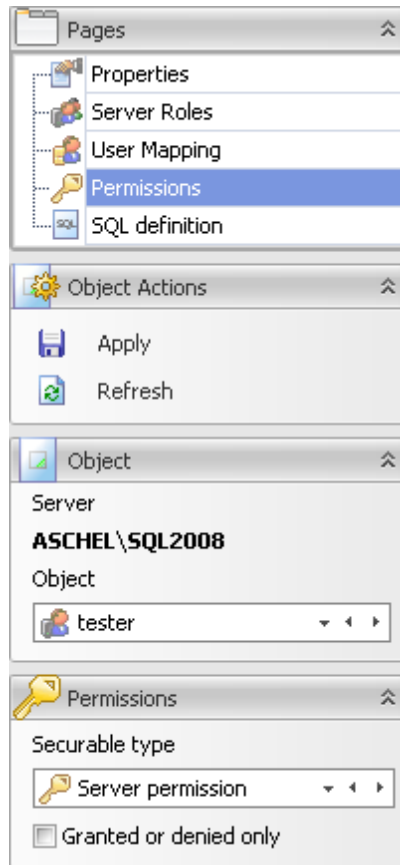 Pages
Properties
Server Roles
User Mapping
Permissions
SQL definition
Object Actions
Apply
Refresh
Object
Server
ASCHEL\SQL2008
Object
tester
Permissions
Securable type
Server permission
Granted or denied only